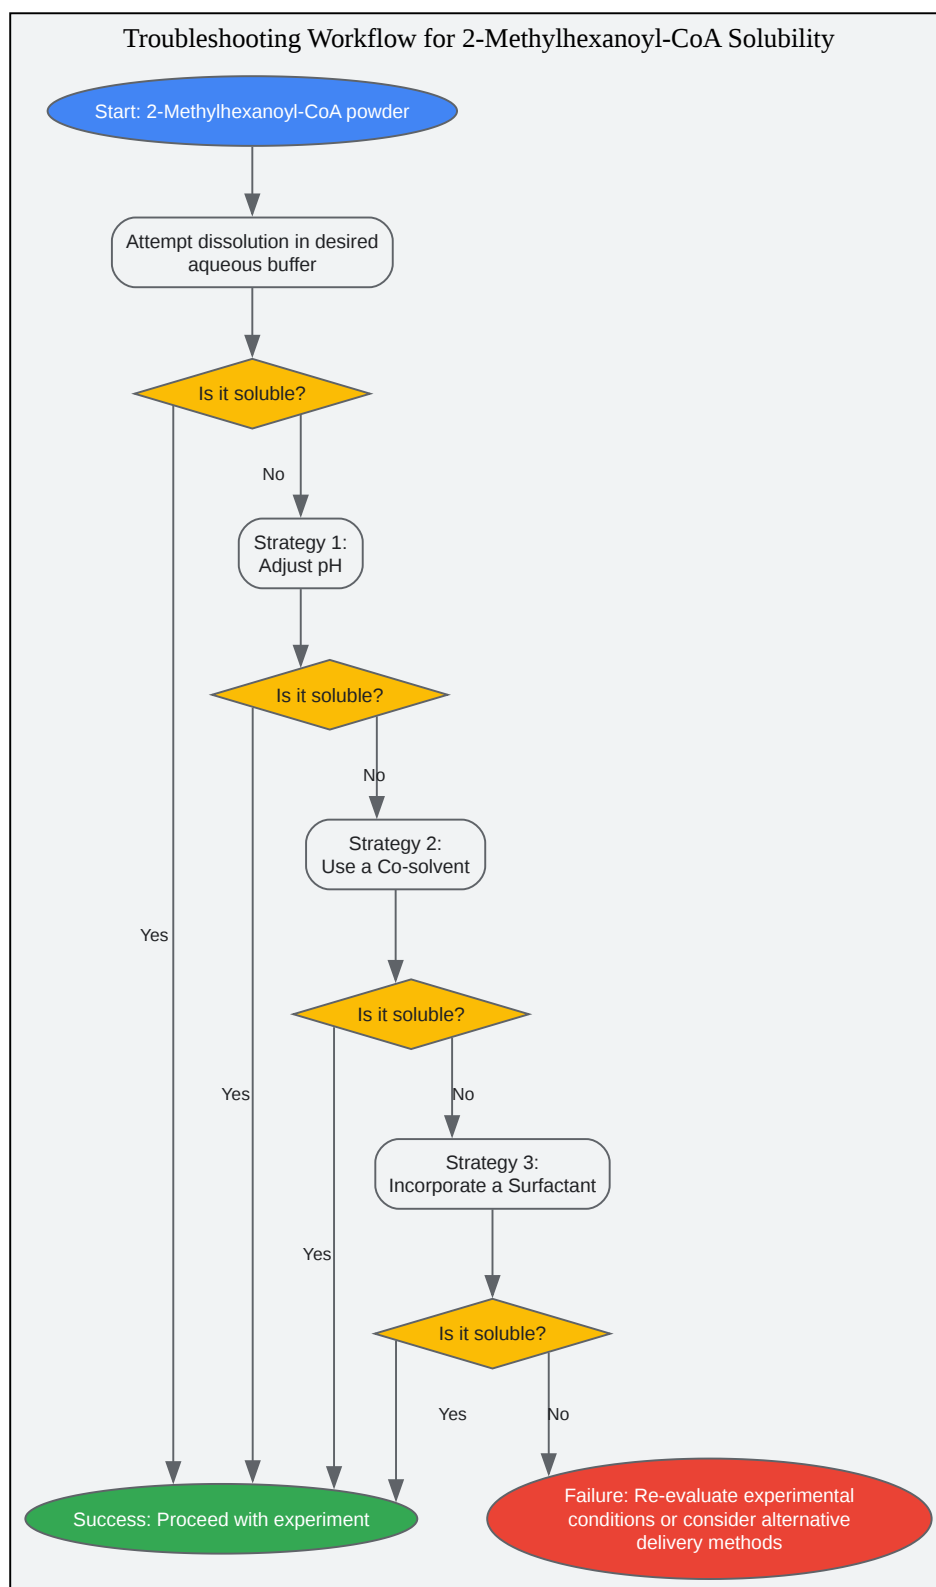 Troubleshooting Workflow for 2-Methylhexanoyl-CoA Solubility
Start: 2-Methylhexanoyl-CoA powder
Attempt dissolution in desired
aqueous buffer
Is it soluble?
No
Strategy 1:
Adjust pH
Is it soluble?
No
Strategy 2:
Use a Co-solvent
Yes
Is it soluble?
Yes
No
Strategy 3:
Incorporate a Surfactant
Yes
Is it soluble?
Yes
No
Success: Proceed with experiment
Failure: Re-evaluate experimental
conditions or consider alternative
delivery methods